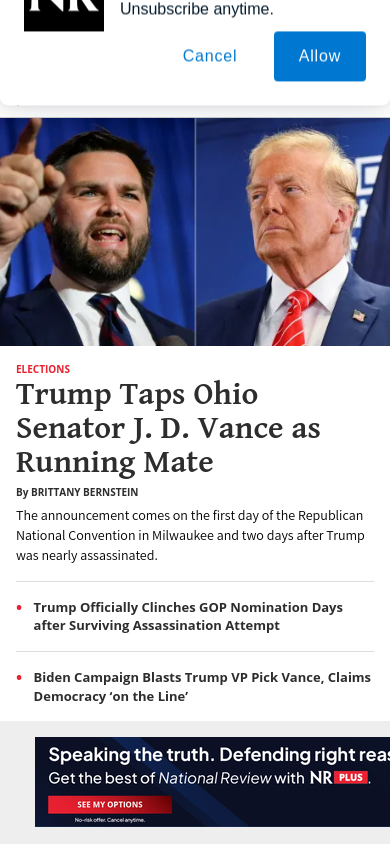 NR
Unsubscribe anytime.
Cancel
Allow
ELECTIONS
Trump Taps Ohio
Senator J. D. Vance as
Running Mate
By BRITTANY BERNSTEIN
The announcement comes on the first day of the Republican
National Convention in Milwaukee and two days after Trump
was nearly assassinated.
• Trump Officially Clinches GOP Nomination Days
after Surviving Assassination Attempt
• Biden Campaign Blasts Trump VP Pick Vance, Claims
Democracy ‘on the Line’
Speaking the truth. Defending right reas
Get the best of National Review with NR PLUS.
SEE MY OPTIONS
No-risk offer. Cancel anytime.